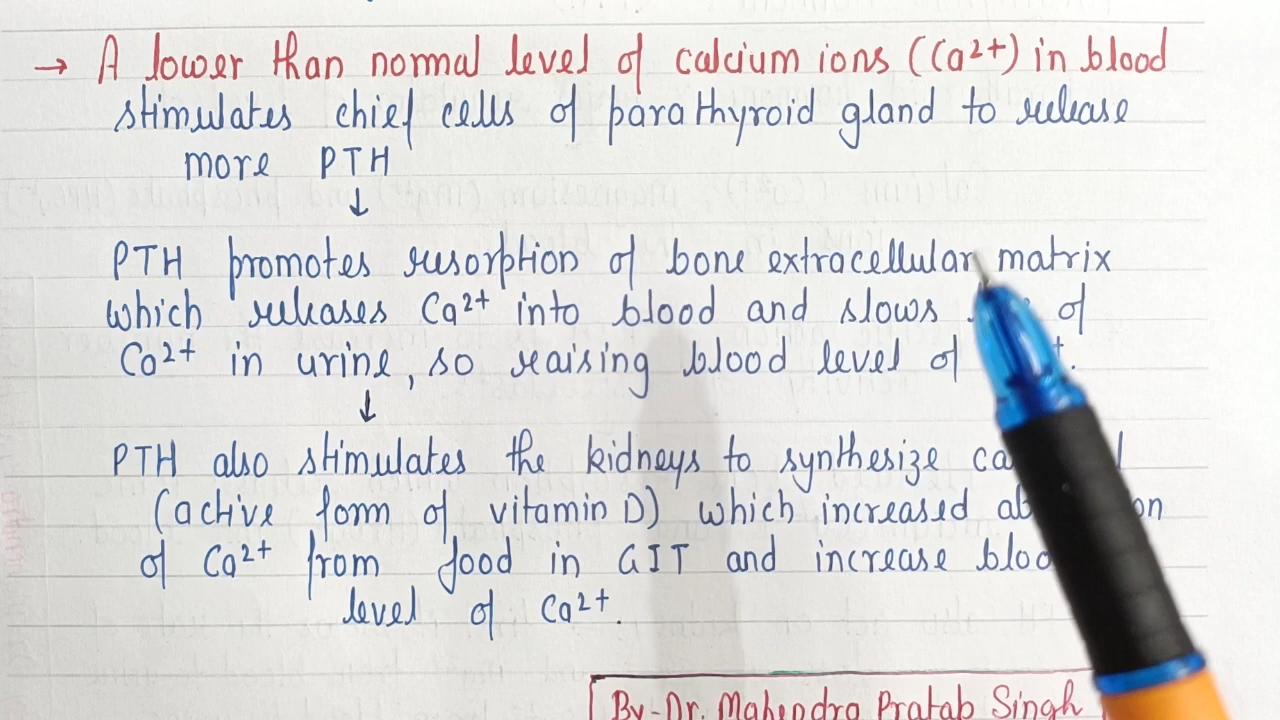 → A lower than normal level of calcium ions ((Ca2+) in blood
stimulates chief cells of parathyroid gland to release
more PTH
↓
PTH promotes resorption of bone extracellular matrix
which releases Ca2+ into blood and slows of
Ca2+ in urine, so raising blood level of
↓
PTH also stimulates the kidneys to synthesize
(active form of vitamin D) which increased
of Ca2+ from food in GIT and increase
level of Ca2+.
By-Dr. Mahendra Pratab Singh